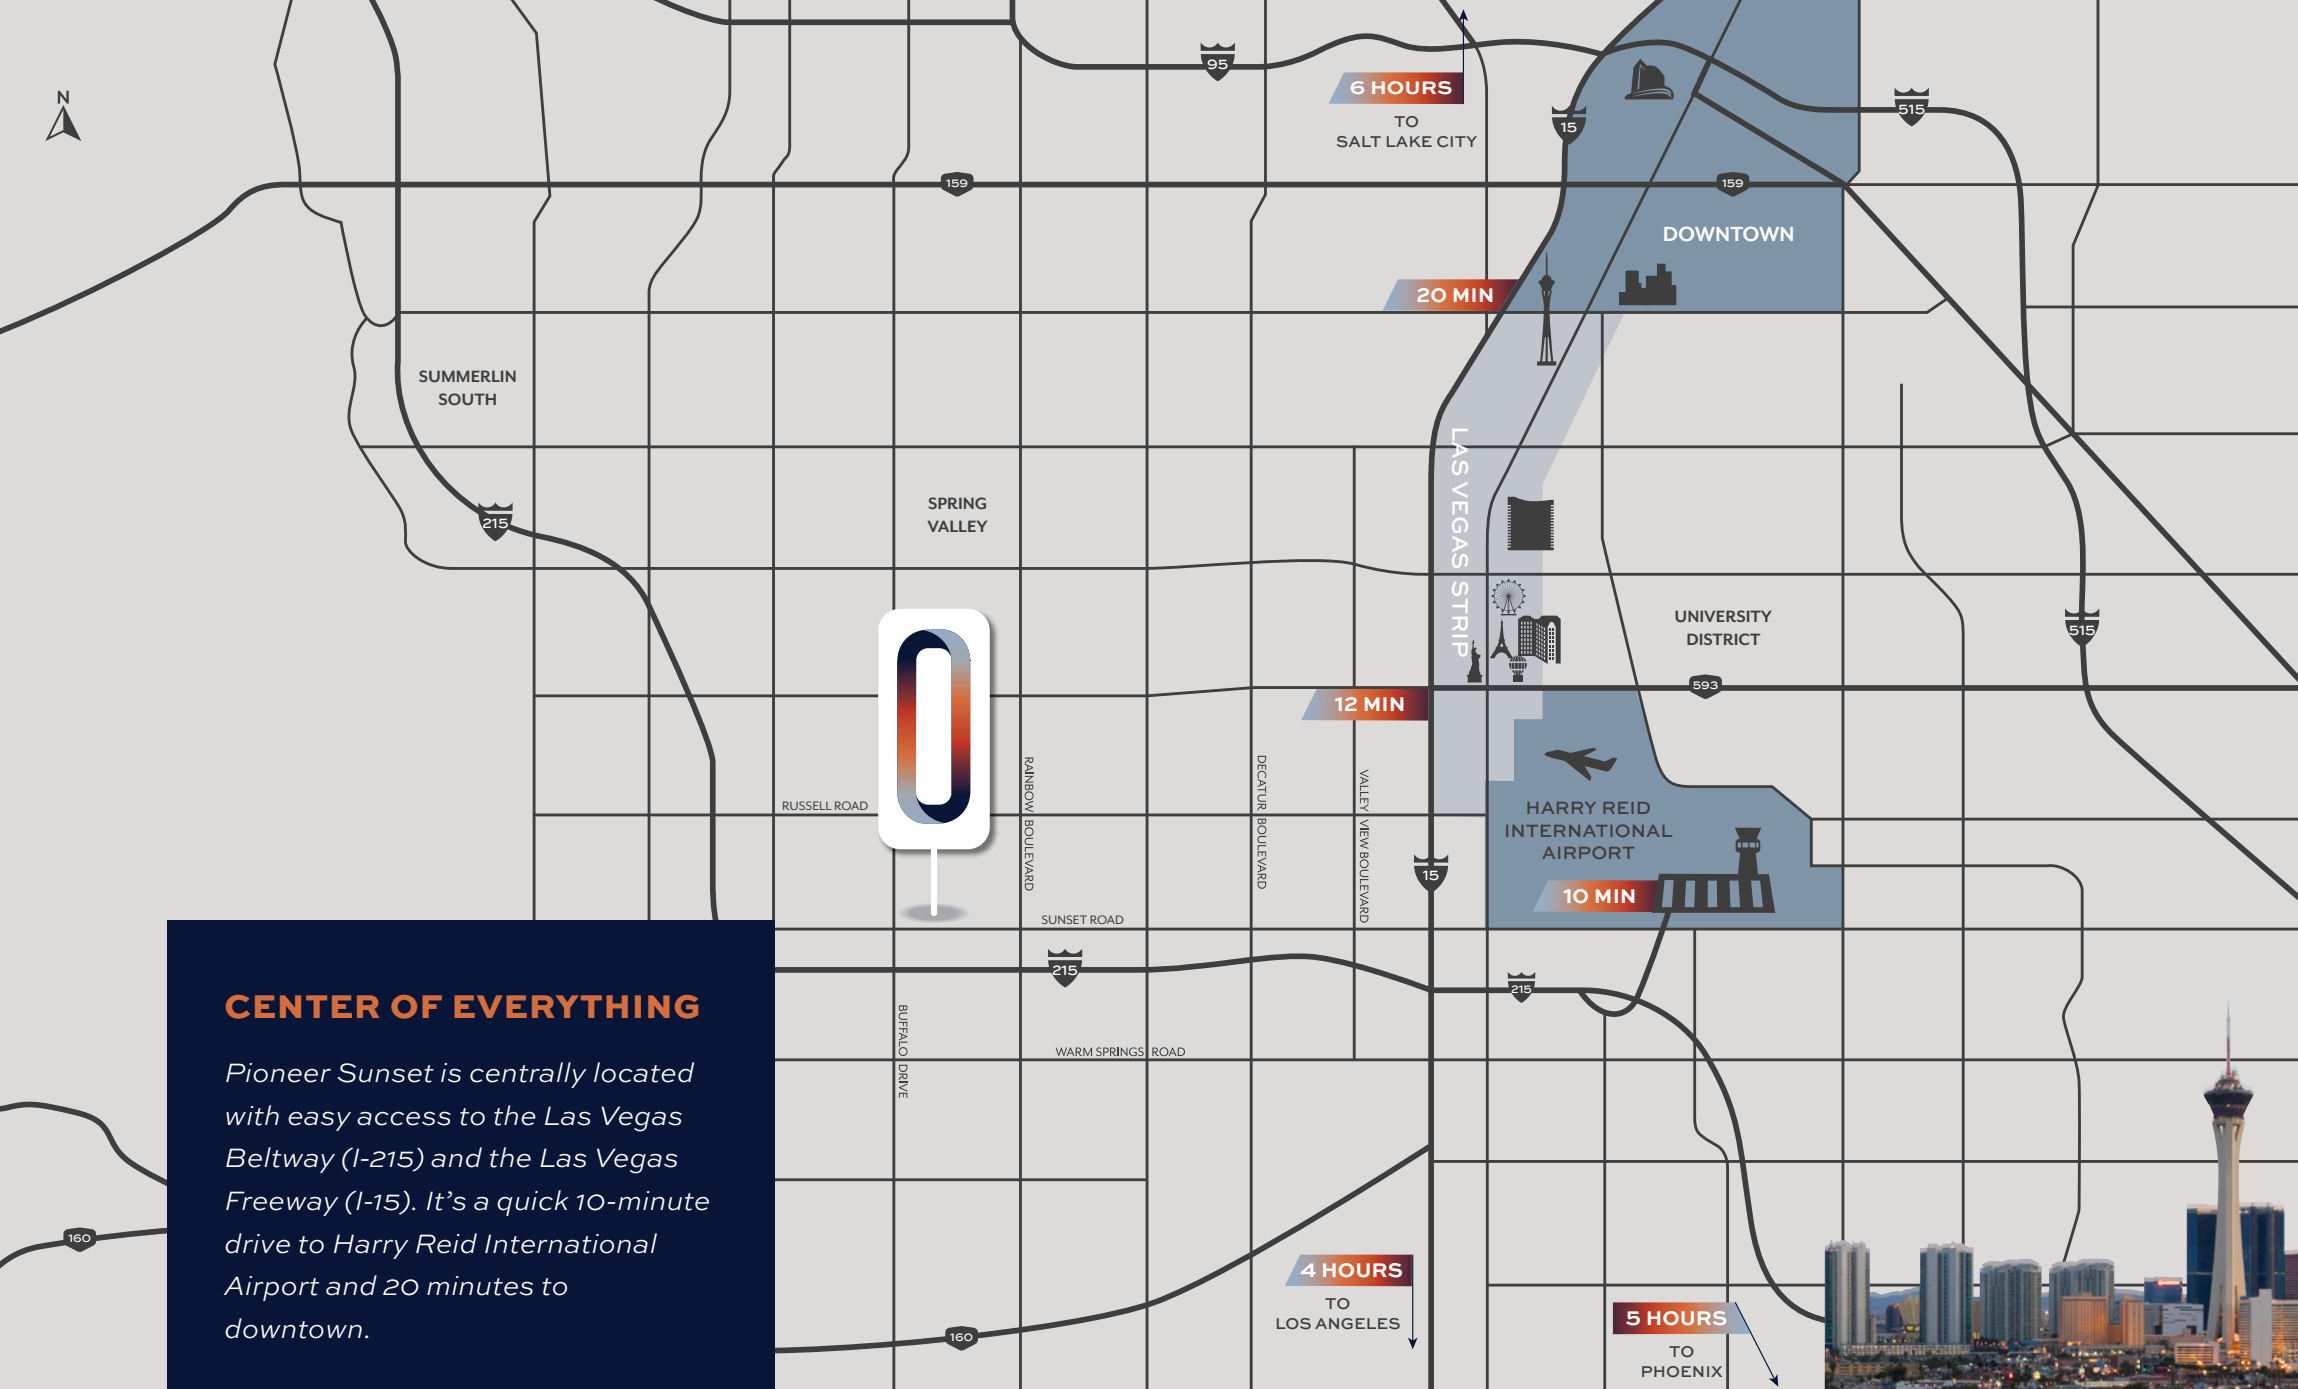 95
6 HOURS
TO
SALT LAKE CITY
515
15
N
159
159
DOWNTOWN
20 MIN
SUMMERLIN
SOUTH
LAS VEGAS STRIP
SPRING
VALLEY
215
UNIVERSITY
DISTRICT
515
593
12 MIN
RUSSELL ROAD
RAINBOW BOULEVARD
DECATUR BOULEVARD
VALLEY VIEW BOULEVARD
HARRY REID
INTERNATIONAL
AIRPORT
15
10 MIN
SUNSET ROAD
215
215
BUFFALO DRIVE
WARM SPRINGS ROAD
CENTER OF EVERYTHING
Pioneer Sunset is centrally located
with easy access to the Las Vegas
Beltway (I-215) and the Las Vegas
Freeway (I-15). It's a quick 10-minute
drive to Harry Reid International
Airport and 20 minutes to
downtown.
160
160
4 HOURS
TO
LOS ANGELES
5 HOURS
TO
PHOENIX